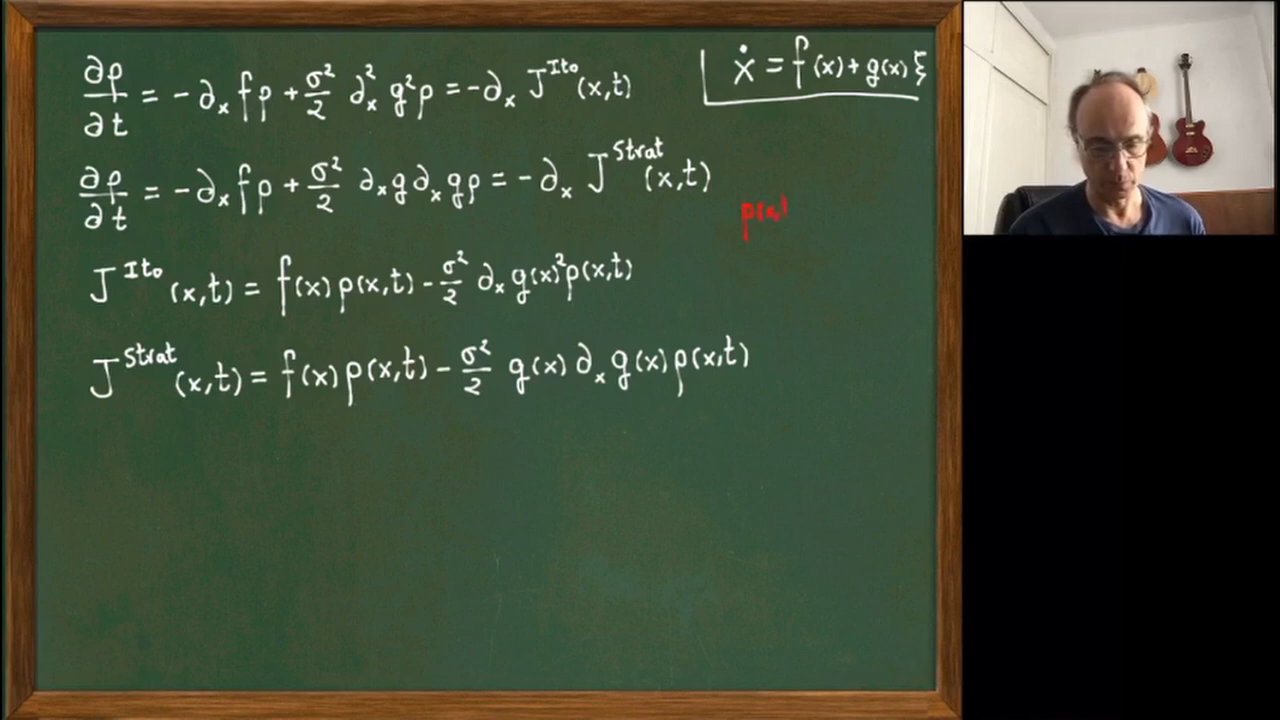 ∂ρ/∂t = -∂ₓ fρ + σ²/2 ∂ₓ² g²ρ = -∂ₓ J^Ito (x,t)
ẋ = f(x) + g(x) ξ
∂ρ/∂t = -∂ₓ fρ + σ²/2 ∂ₓ g ∂ₓ gρ = -∂ₓ J^Strat (x,t)
ρ(x,t
J^Ito (x,t) = f(x) ρ(x,t) - σ²/2 ∂ₓ g(x)² ρ(x,t)
J^Strat (x,t) = f(x) ρ(x,t) - σ²/2 g(x) ∂ₓ g(x) ρ(x,t)